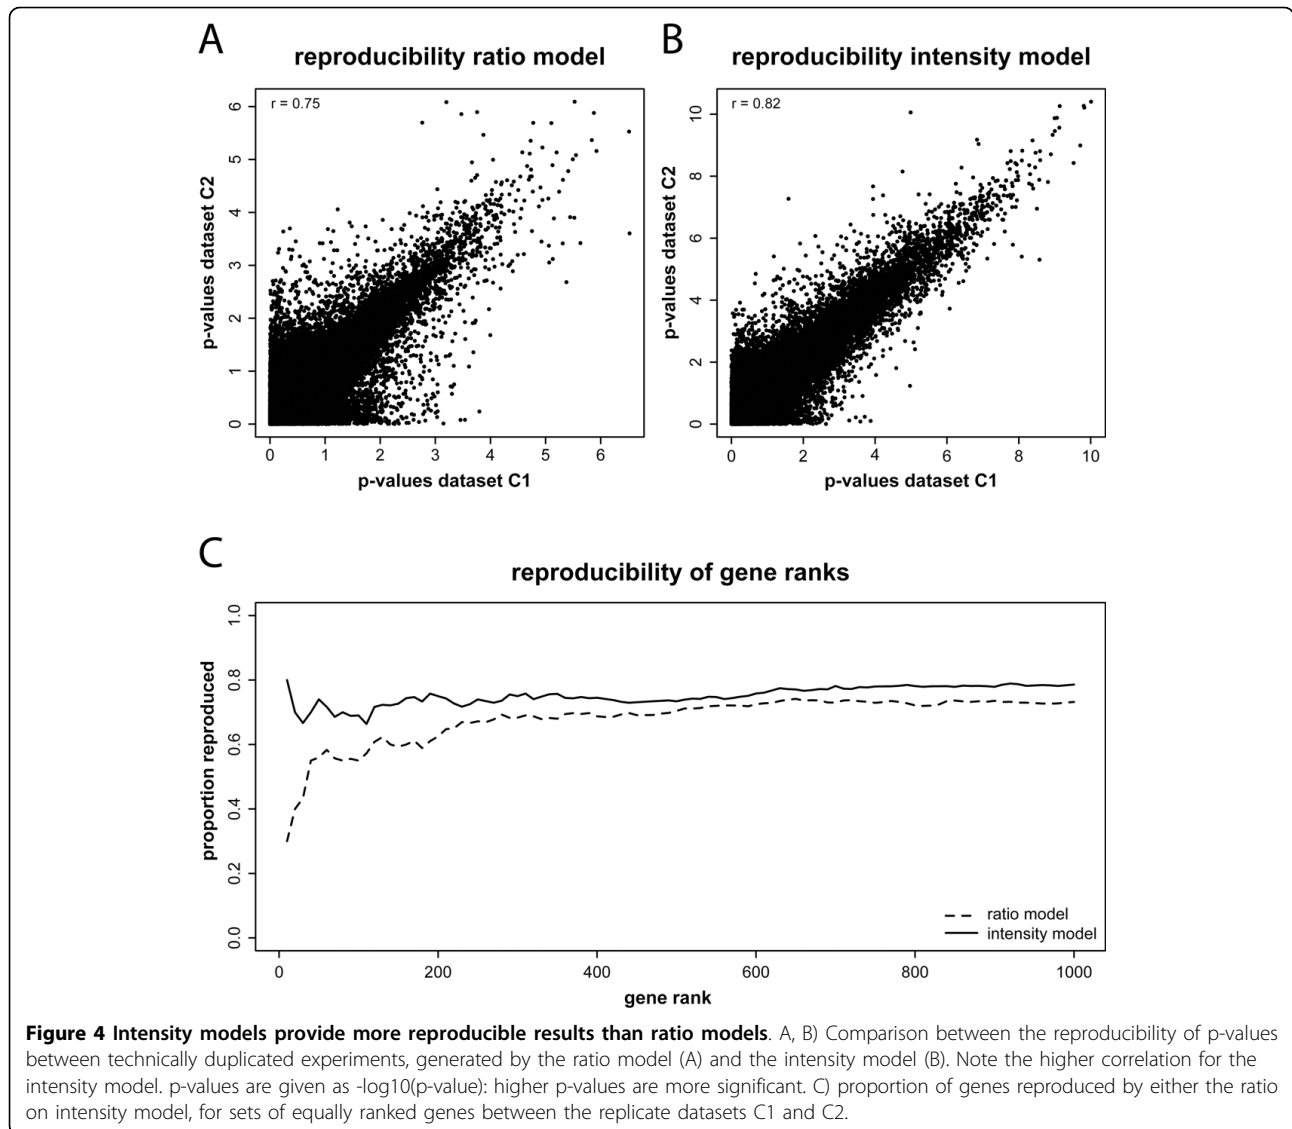 A
reproducibility ratio model
r = 0.75
6
5
4
3
2
1
0
p-values dataset C2
0 1 2 3 4 5 6
p-values dataset C1
B
reproducibility intensity model
r = 0.82
10
8
6
4
2
0
p-values dataset C2
0 2 4 6 8 10
p-values dataset C1
C
reproducibility of gene ranks
1.0
0.8
0.6
0.4
0.2
0.0
proportion reproduced
ratio model
intensity model
0 200 400 600 800 1000
gene rank
Figure 4 Intensity models provide more reproducible results than ratio models. A, B) Comparison between the reproducibility of p-values
between technically duplicated experiments, generated by the ratio model (A) and the intensity model (B). Note the higher correlation for the
intensity model. p-values are given as -log10(p-value): higher p-values are more significant. C) proportion of genes reproduced by either the ratio
on intensity model, for sets of equally ranked genes between the replicate datasets C1 and C2.